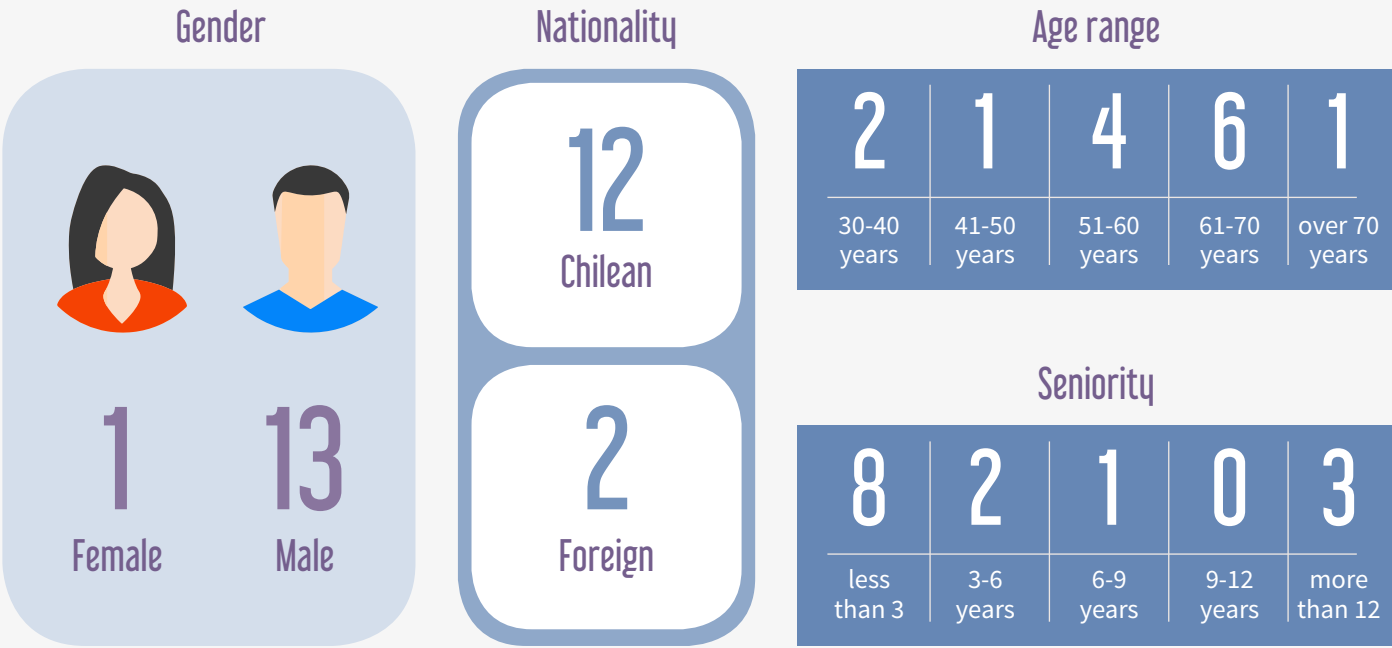 Gender
1
13
Female
Male
Nationality
12
Chilean
2
Foreign
Age range
2 1 4 6 1
30-40 41-50 51-60 61-70 over 70
years years years years years
Seniority
8 2 1 0 3
less 3-6 6-9 9-12 more
than 3 years years years than 12